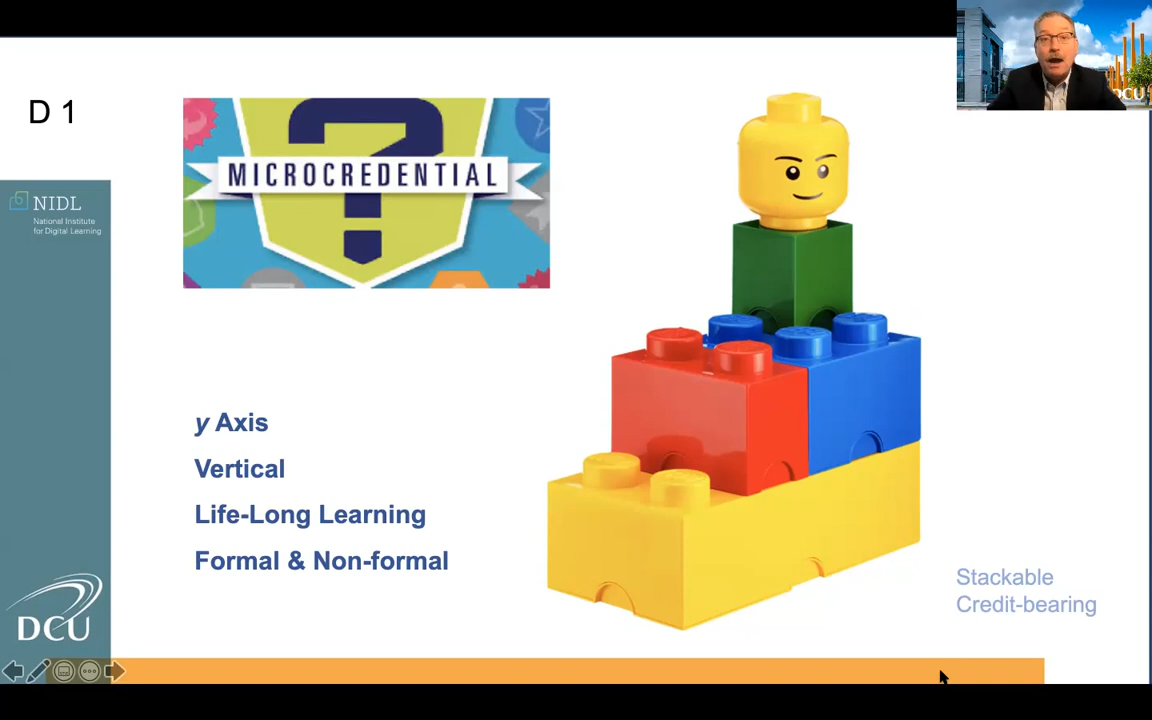 D 1
?
MICROCREDENTIAL
NIDL
National Institute
for Digital Learning
y Axis
Vertical
Life-Long Learning
Formal & Non-formal
Stackable
Credit-bearing
DCU
DCU